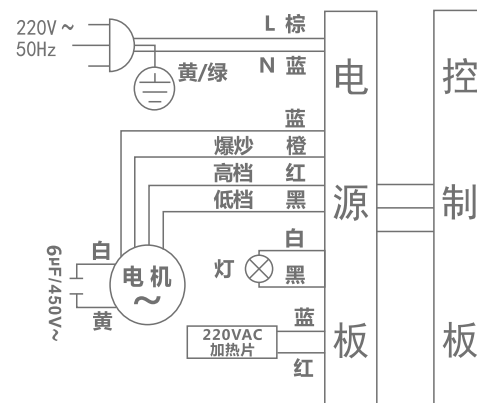 220V～
50Hz
L 棕
N 蓝
黄/绿
蓝
爆炒 橙
高档 红
低档 黑
白
电机
～
黄
6µF/450V~
灯
白
黑
220VAC
加热片
蓝
红
电源板
控制板